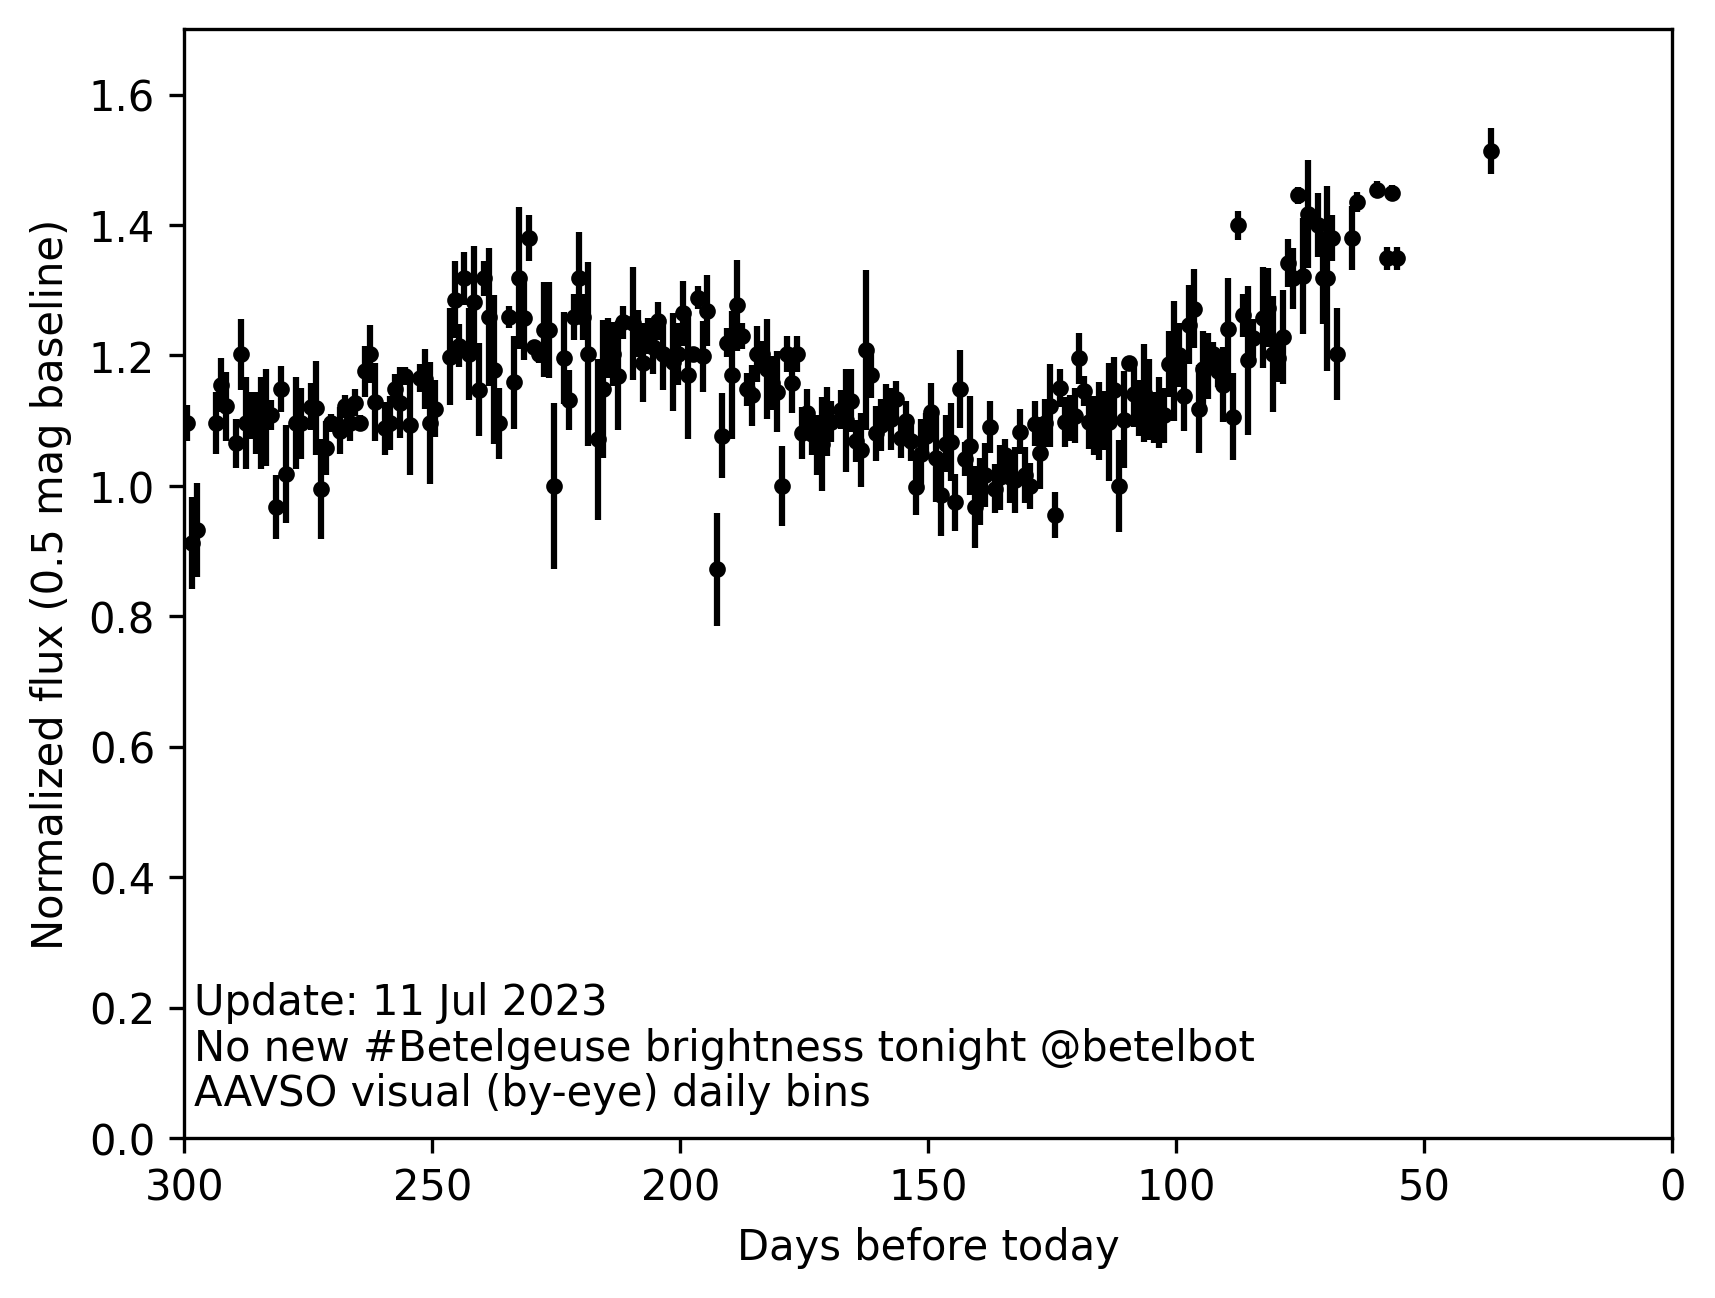 1.6
1.4
1.2
1.0
0.8
0.6
0.4
0.2
0.0
Normalized flux (0.5 mag baseline)
Update: 11 Jul 2023
No new #Betelgeuse brightness tonight @betelbot
AAVSO visual (by-eye) daily bins
300 250 200 150 100 50 0
Days before today